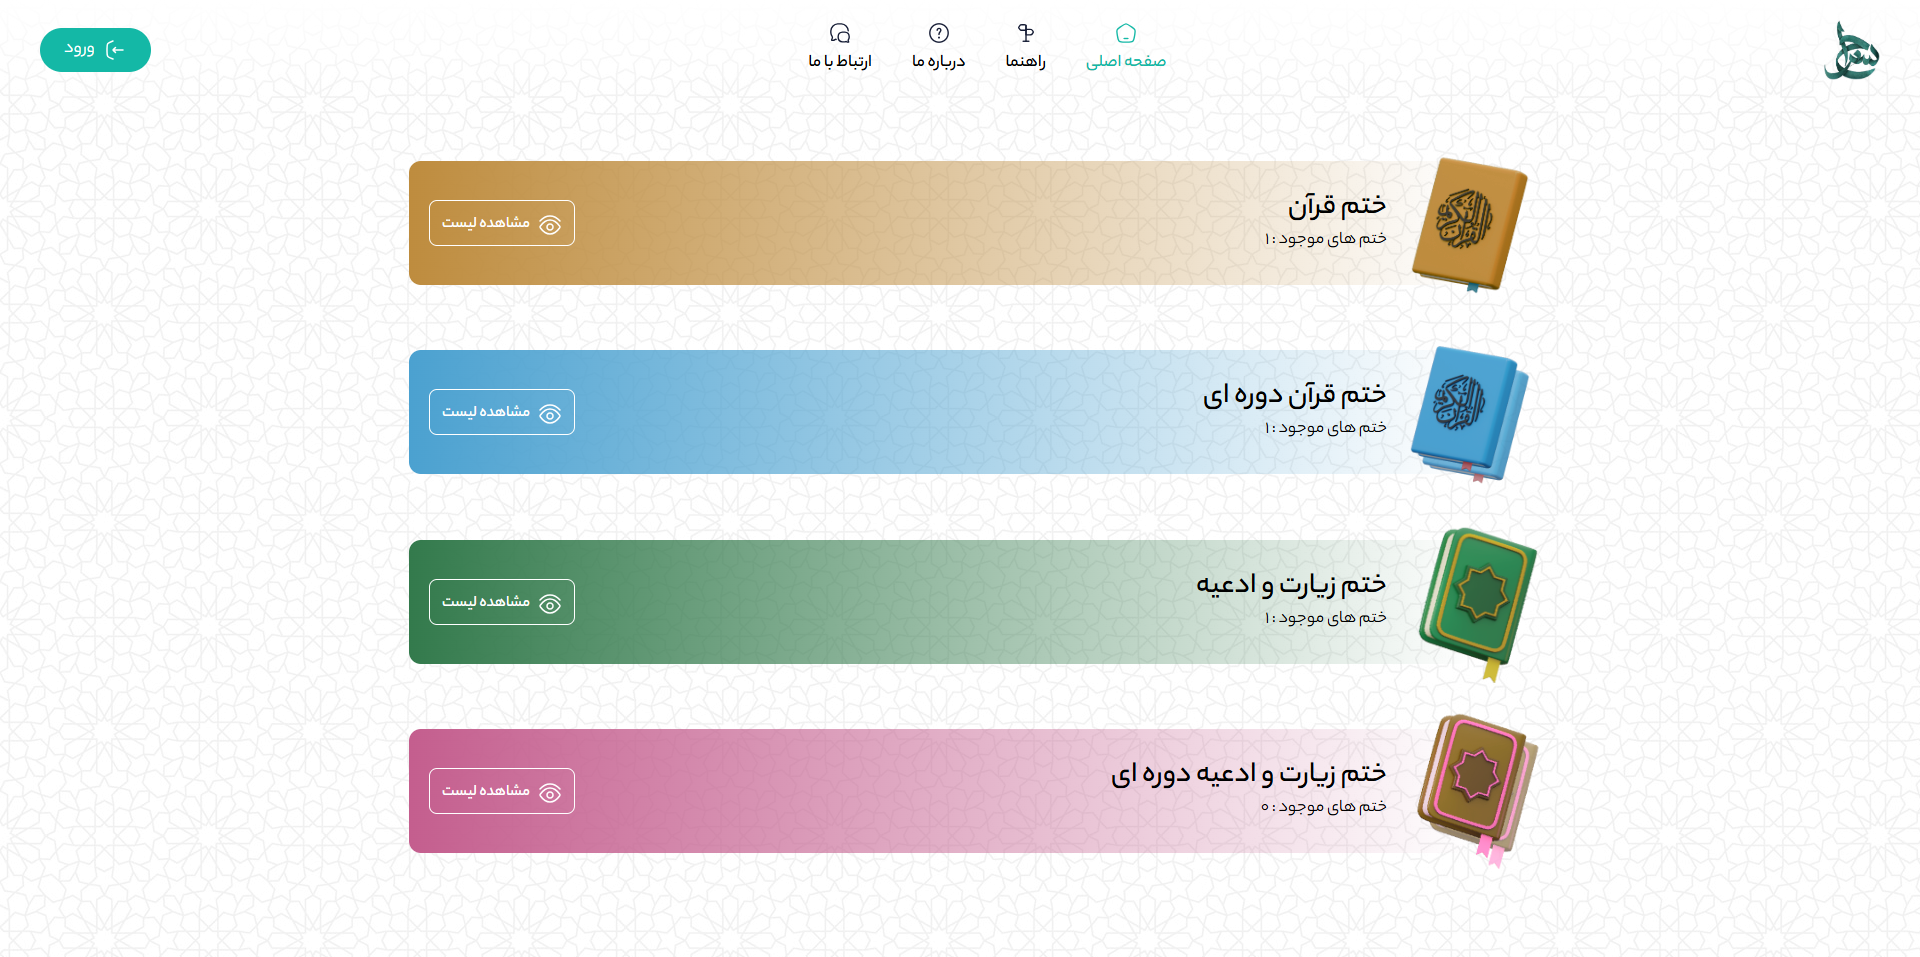 صفحه اصلی
راهنما
درباره ما
ارتباط با ما
ورود
ختم قرآن
ختم های موجود : ۱
مشاهده لیست
ختم قرآن دوره ای
ختم های موجود : ۱
مشاهده لیست
ختم زیارت و ادعیه
ختم های موجود : ۱
مشاهده لیست
ختم زیارت و ادعیه دوره ای
ختم های موجود : ۰
مشاهده لیست